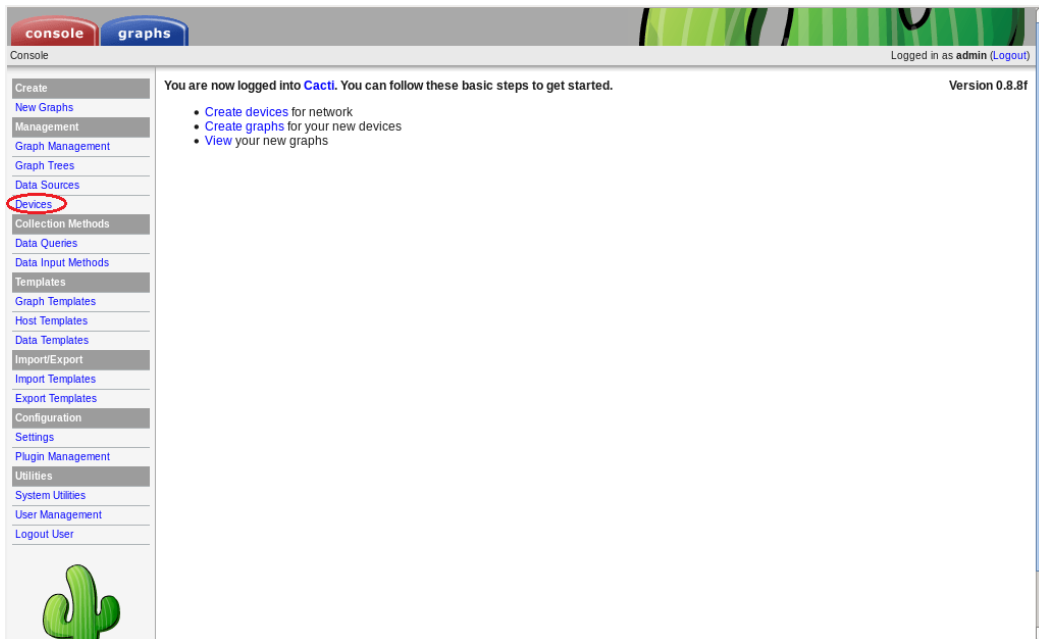 console graphs
Console Logged in as admin (Logout)
Create
New Graphs
Management
Graph Management
Graph Trees
Data Sources
Devices
Collection Methods
Data Queries
Data Input Methods
Templates
Graph Templates
Host Templates
Data Templates
Import/Export
Import Templates
Export Templates
Configuration
Settings
Plugin Management
Utilities
System Utilities
User Management
Logout User
You are now logged into Cacti. You can follow these basic steps to get started. Version 0.8.8f
• Create devices for network
• Create graphs for your new devices
• View your new graphs